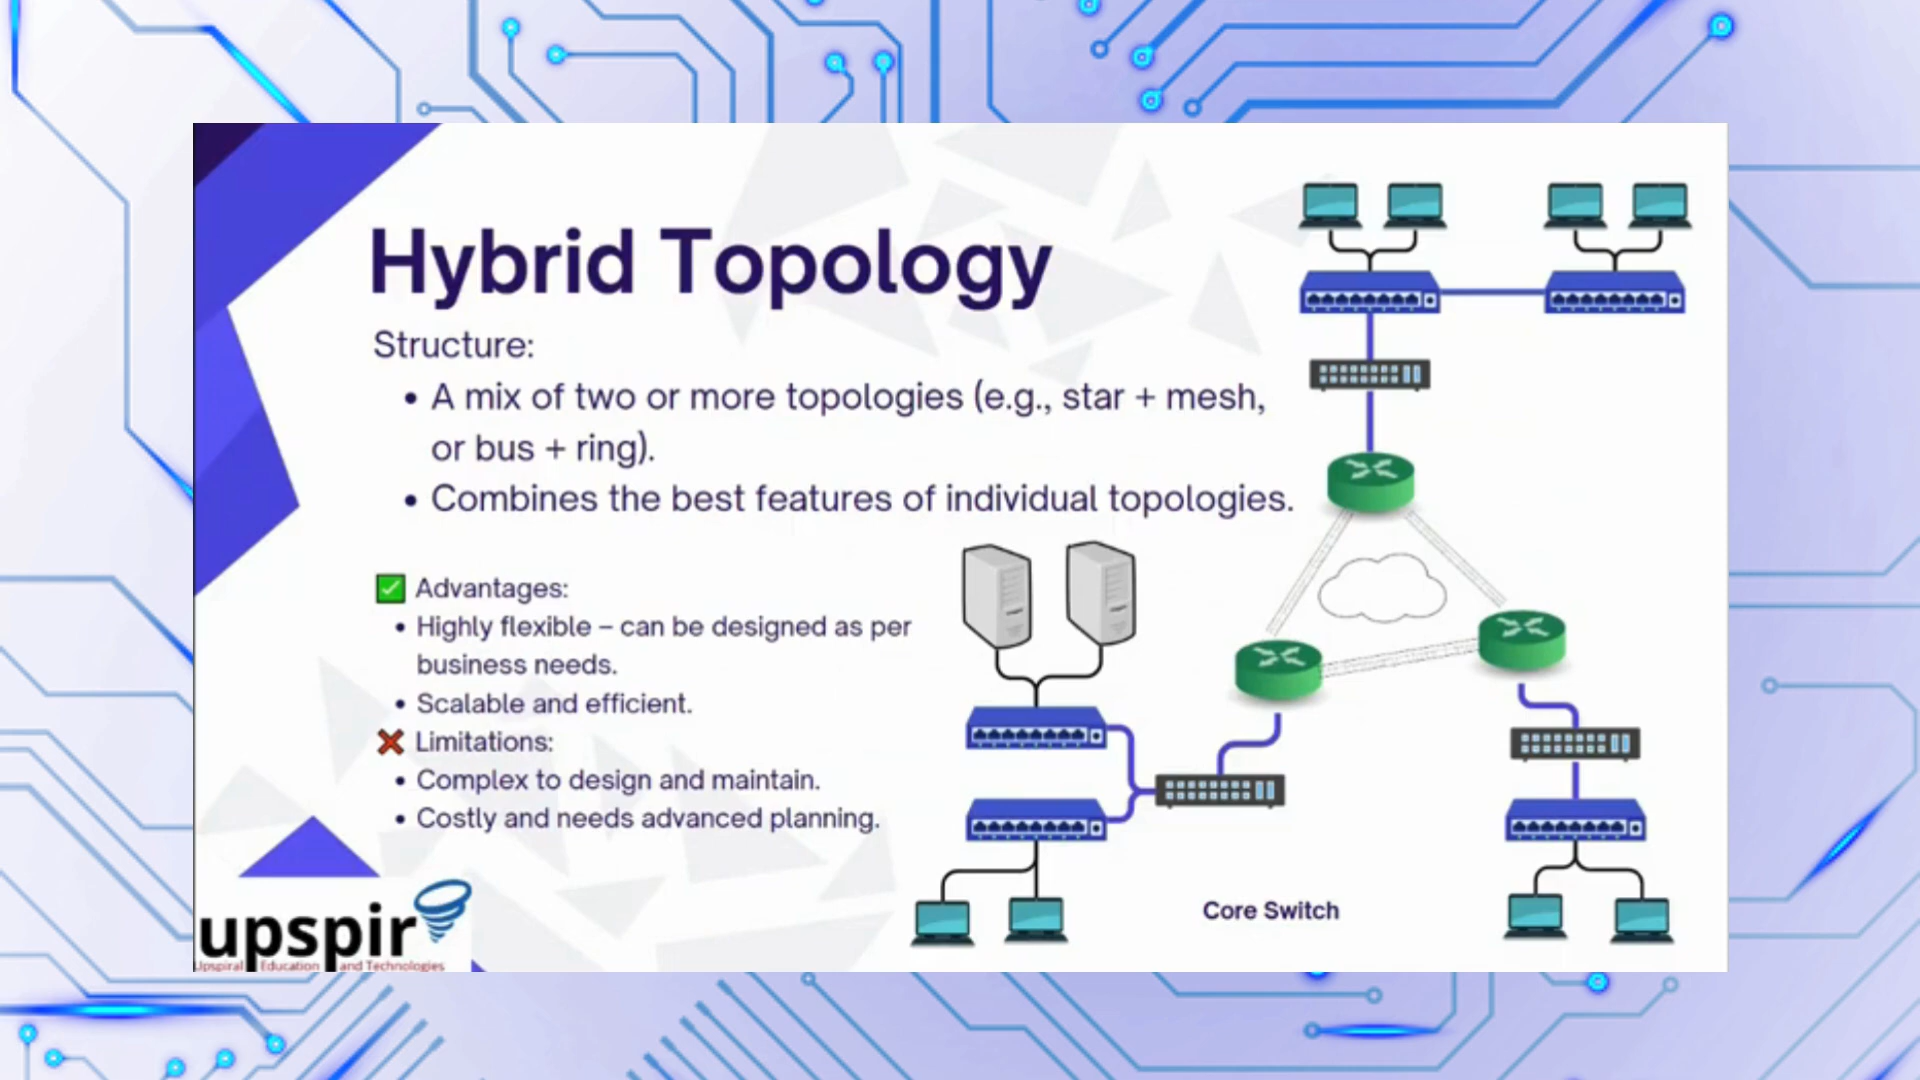 Hybrid Topology
Structure:
• A mix of two or more topologies (e.g., star + mesh,
or bus + ring).
• Combines the best features of individual topologies.
✅ Advantages:
• Highly flexible – can be designed as per
business needs.
• Scalable and efficient.
❌ Limitations:
• Complex to design and maintain.
• Costly and needs advanced planning.
Core Switch
upspir
Upspiral Education and Technologies